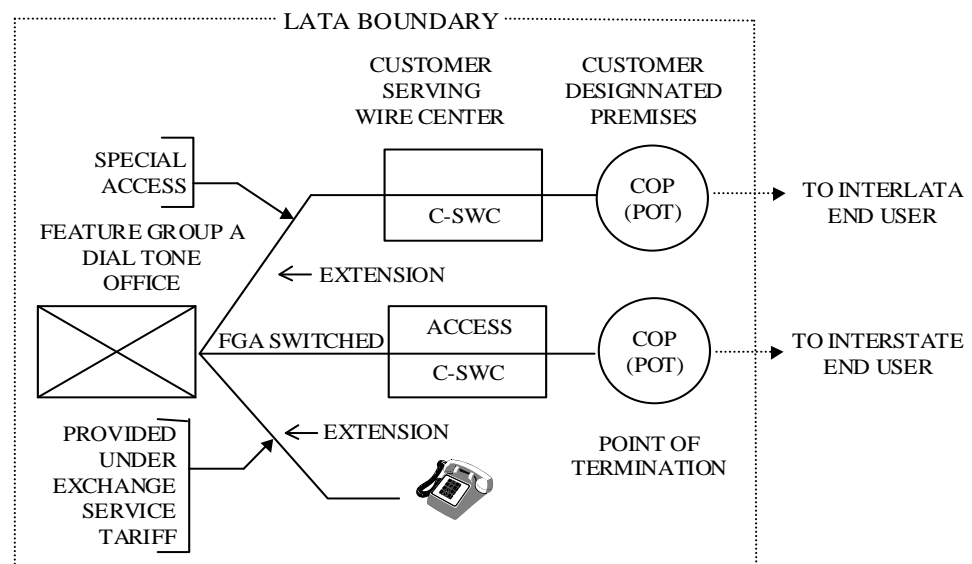 LATA BOUNDARY
CUSTOMER
SERVING
WIRE CENTER
CUSTOMER
DESIGNNATED
PREMISES
SPECIAL
ACCESS
COP
(POT)
C-SWC
TO INTERLATA
END USER
FEATURE GROUP A
DIAL TONE
OFFICE
EXTENSION
FGA SWITCHED
ACCESS
C-SWC
COP
(POT)
TO INTERSTATE
END USER
PROVIDED
UNDER
EXCHANGE
SERVICE
TARIFF
EXTENSION
POINT OF
TERMINATION